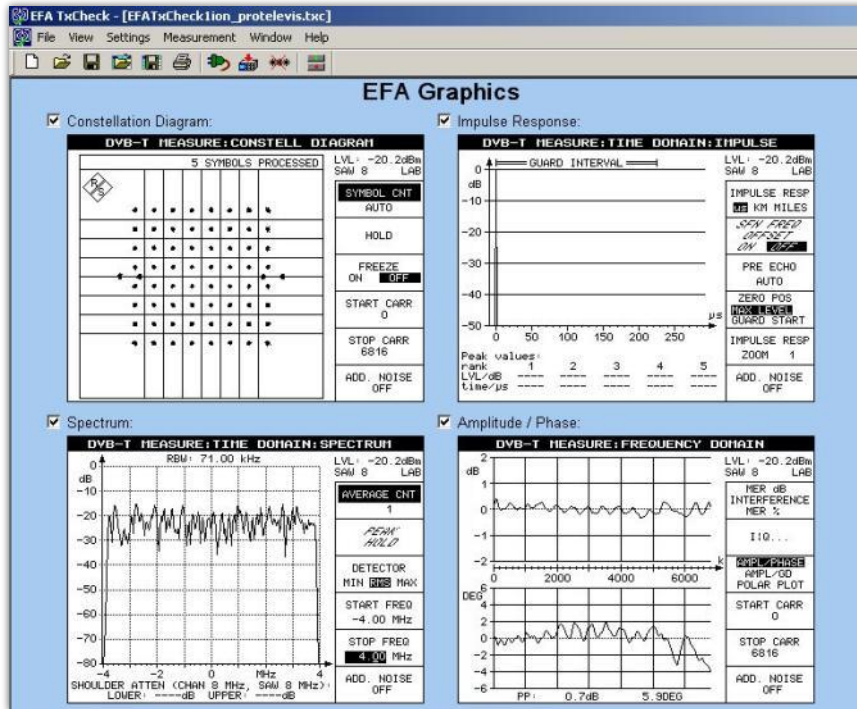 EFA TxCheck - [EFATxCheck1ion_protelevis.txc]
File View Settings Measurement Window Help
EFA Graphics
Constellation Diagram:
DVB-T MEASURE:CONSTELL DIAGRAM
5 SYMBOLS PROCESSED
R/S
LVL: -20.2dBm
SAW 8 LAB
SYMBOL CNT
AUTO
HOLD
FREEZE
ON OFF
START CARR
0
STOP CARR
6816
ADD. NOISE
OFF
Impulse Response:
DVB-T MEASURE:TIME DOMAIN:IMPULSE
GUARD INTERVAL
0
dB
-10
-20
-30
-40
-50
µs
0 50 100 150 200 250
Peak values:
rank 1 2 3 4 5
LVL/dB ---- ---- ---- ---- ----
time/µs ---- ---- ---- ---- ----
LVL: -20.2dBm
SAW 8 LAB
IMPULSE RESP
µs KM MILES
SFN FREQ
OFFSET
ON OFF
PRE ECHO
AUTO
ZERO POS
MAX LEVEL
GUARD START
IMPULSE RESP
ZOOM 1
ADD. NOISE
OFF
Spectrum:
DVB-T MEASURE:TIME DOMAIN:SPECTRUM
RBW: 71.00 kHz
0
dB
-10
-20
-30
-40
-50
-60
-70
-80
-4 -2 0 MHz 4
SHOULDER ATTEN (CHAN 8 MHz, SAW 8 MHz):
LOWER: ----dB UPPER: ----dB
LVL: -20.2dBm
SAW 8 LAB
AVERAGE CNT
1
PEAK
HOLD
DETECTOR
MIN RMS MAX
START FREQ
-4.00 MHz
STOP FREQ
4.00 MHz
ADD. NOISE
OFF
Amplitude / Phase:
DVB-T MEASURE:FREQUENCY DOMAIN
2
dB
1
0
-1
-2
0 2000 4000 6000 k
DEG 6
4
2
0
-2
-4
-6
PP: 0.7dB 5.9DEG
LVL: -20.2dBm
SAW 8 LAB
MER dB
INTERFERENCE
MER %
I:Q...
AMPL/PHASE
AMPL/GD
POLAR PLOT
START CARR
0
STOP CARR
6816
ADD. NOISE
OFF